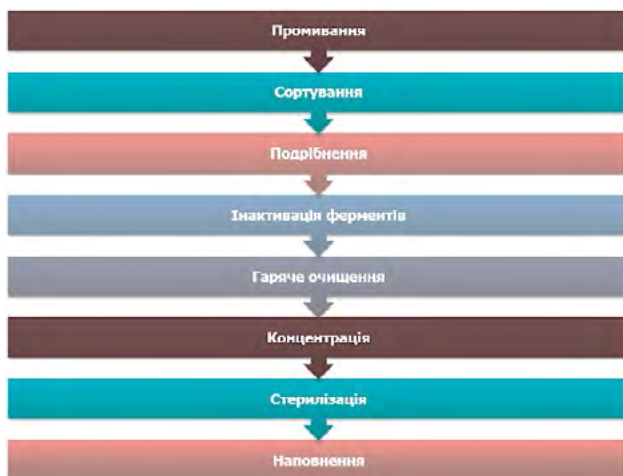 Промивання
Сортування
Подрібнення
Інактивація ферментів
Гаряче очищення
Концентрація
Стерилізація
Наповнення